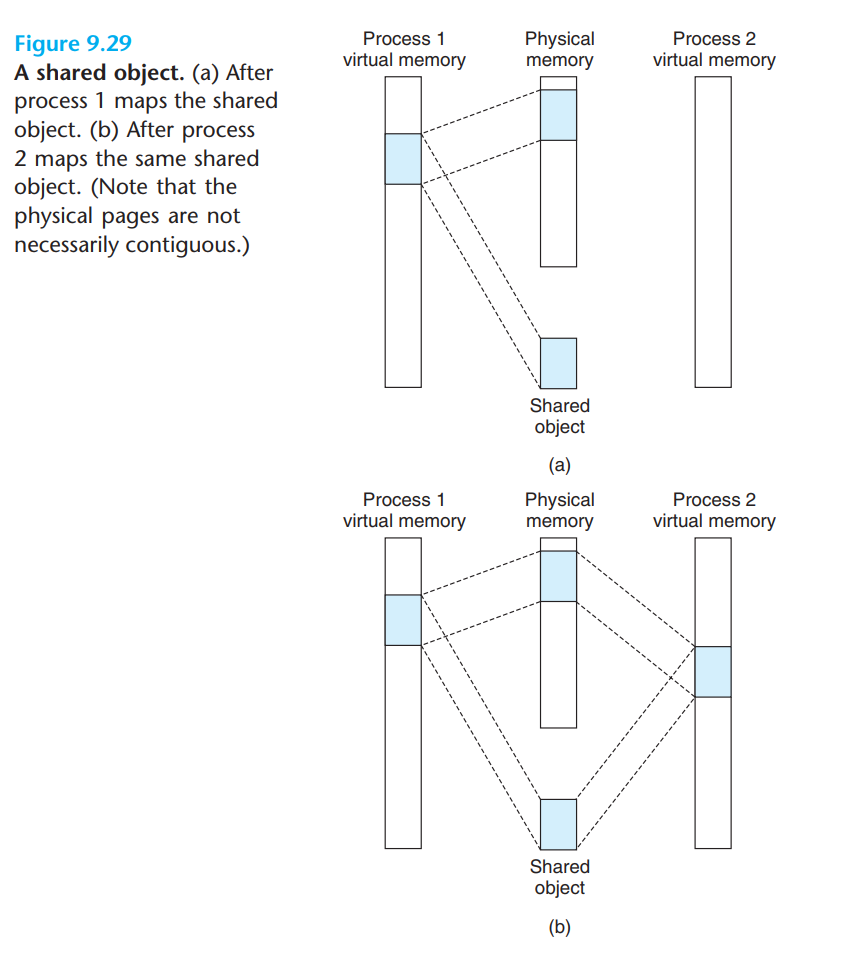 Figure 9.29
A shared object. (a) After
process 1 maps the shared
object. (b) After process
2 maps the same shared
object. (Note that the
physical pages are not
necessarily contiguous.)
Process 1
virtual memory
Physical
memory
Process 2
virtual memory
Shared
object
(a)
Process 1
virtual memory
Physical
memory
Process 2
virtual memory
Shared
object
(b)